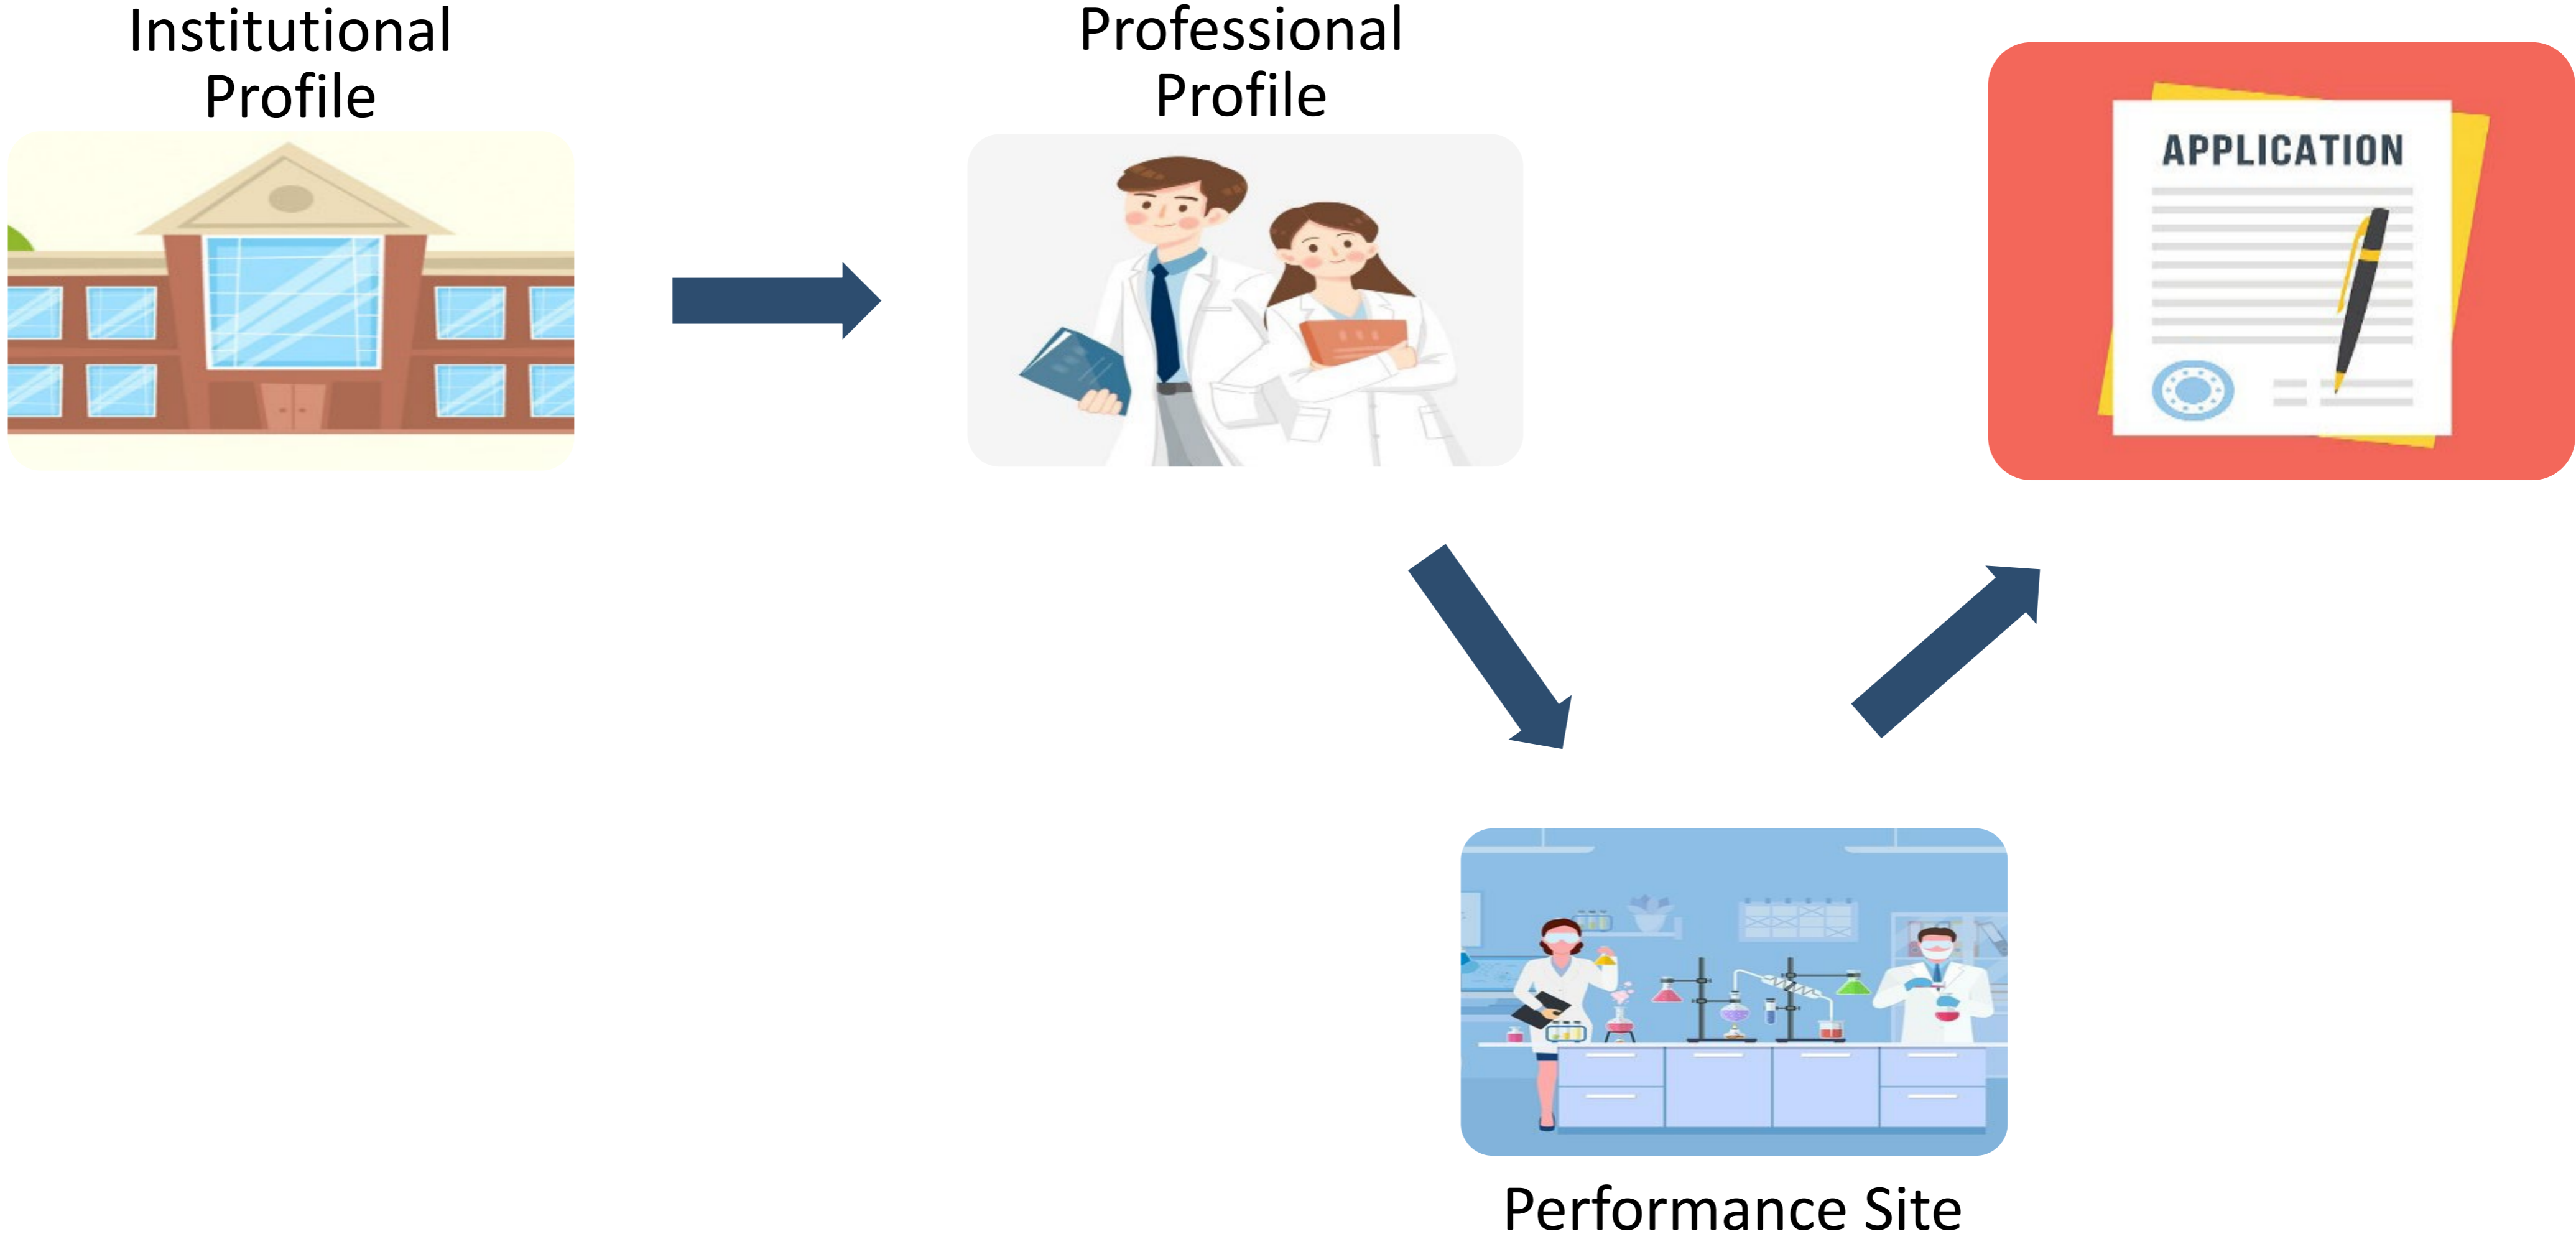 Institutional
Profile
Professional
Profile
APPLICATION
Performance Site